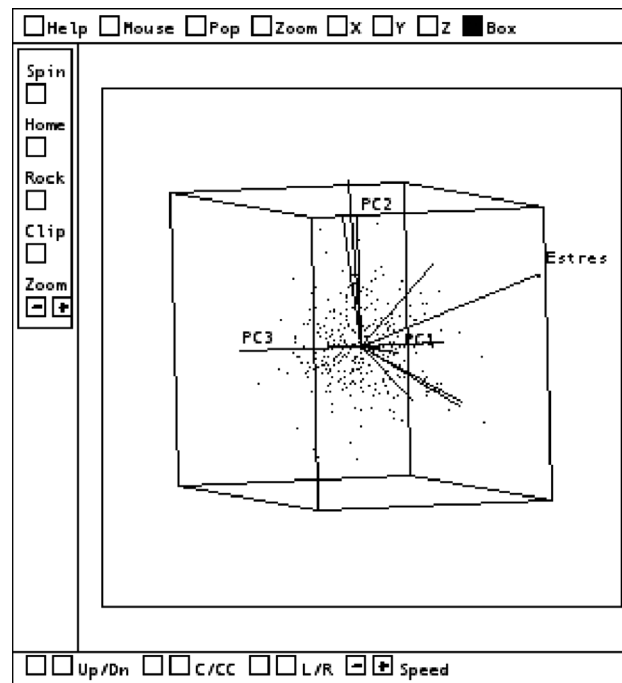 Help Mouse Pop Zoom X Y Z Box
Spin
Home
Rock
Clip
Zoom
- +
PC2
Estres
PC3
PC1
Up/Dn C/CC L/R - + Speed